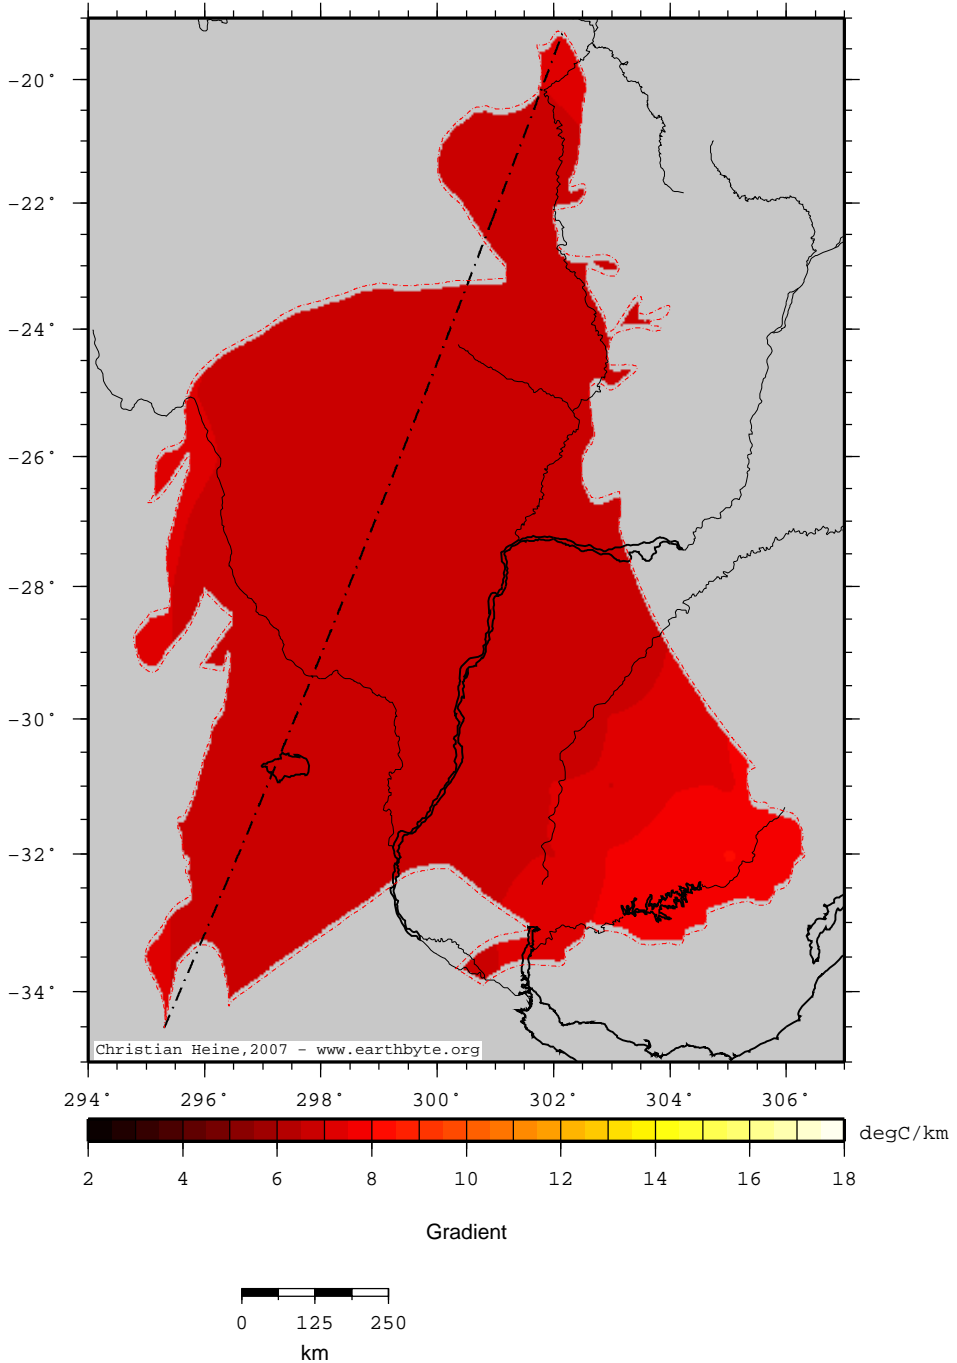 −20°
−22°
−24°
−26°
−28°
−30°
−32°
−34°
Christian Heine,2007 − www.earthbyte.org
294° 296° 298° 300° 302° 304° 306°
degC/km
2 4 6 8 10 12 14 16 18
Gradient
0 125 250
km